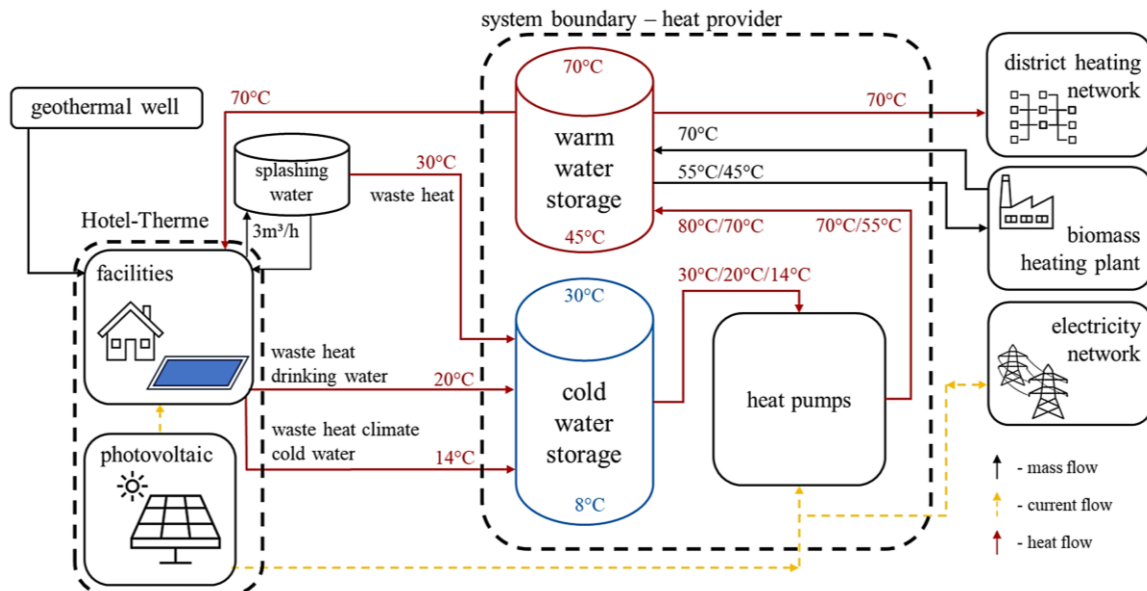 system boundary – heat provider
geothermal well
70°C
70°C
70°C
district heating
network
warm
water
storage
45°C
70°C
55°C/45°C
80°C/70°C
70°C/55°C
biomass
heating plant
splashing
water
30°C
waste heat
3m³/h
Hotel-Therme
facilities
30°C
cold
water
storage
8°C
30°C/20°C/14°C
heat pumps
electricity
network
waste heat
drinking water
20°C
waste heat climate
cold water
14°C
photovoltaic
- mass flow
- current flow
- heat flow